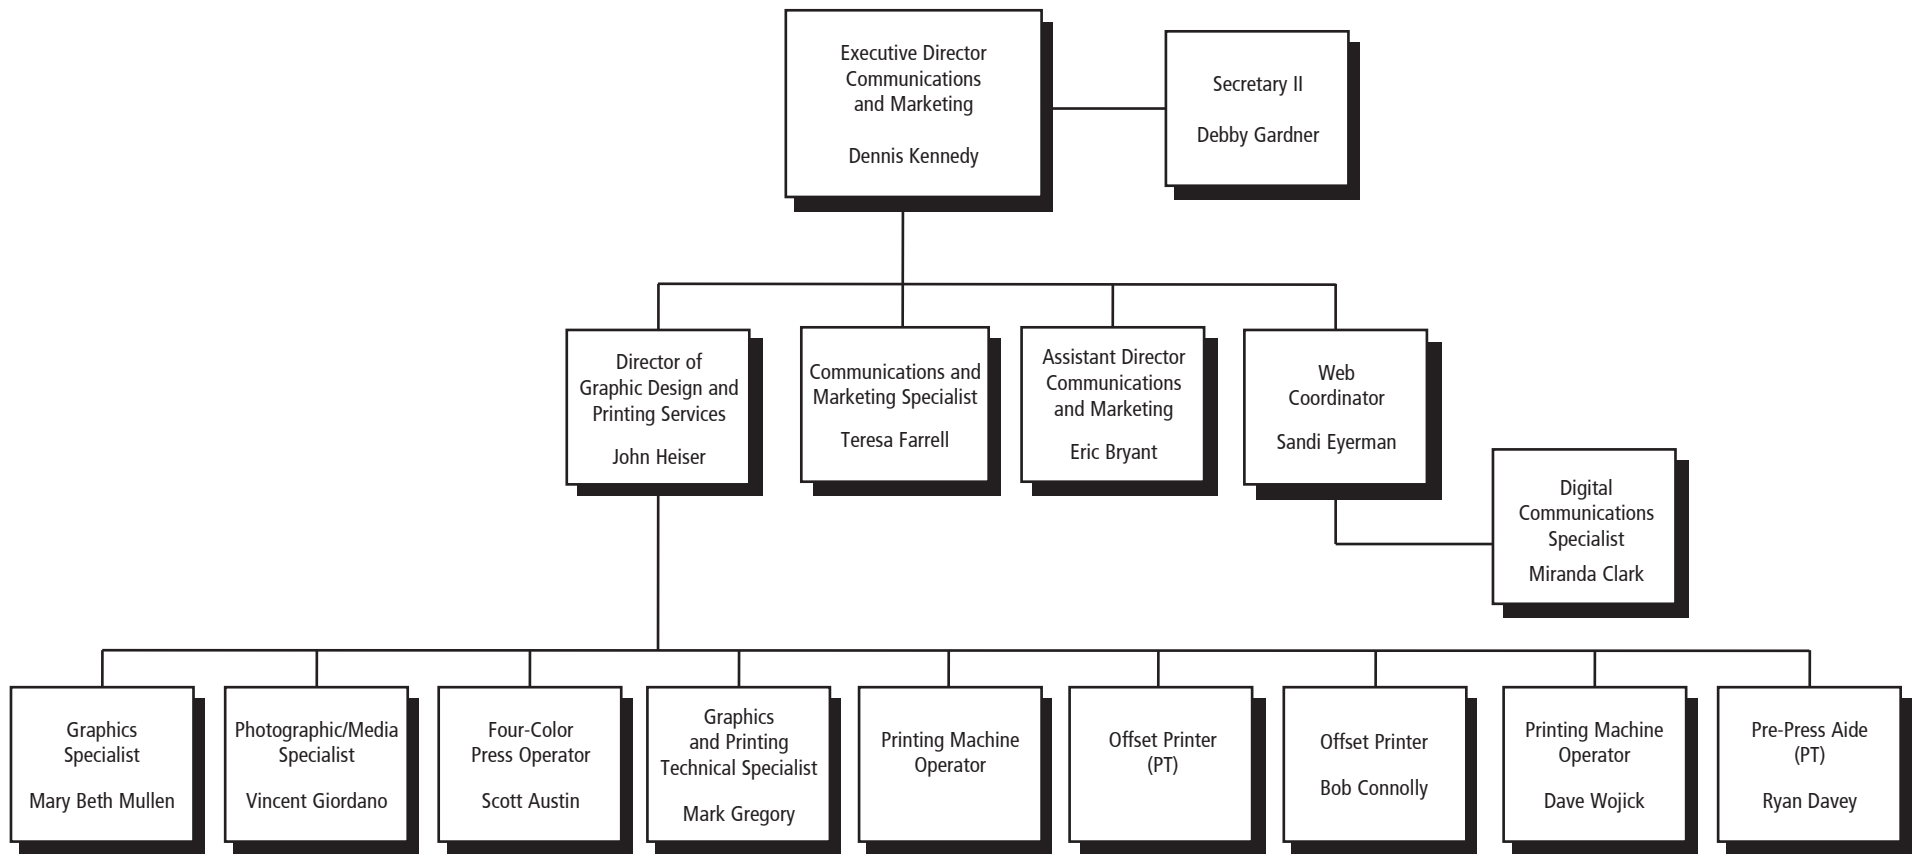 Executive Director
Communications
and Marketing
Dennis Kennedy
Secretary II
Debby Gardner
Director of
Graphic Design and
Printing Services
John Heiser
Communications and
Marketing Specialist
Teresa Farrell
Assistant Director
Communications
and Marketing
Eric Bryant
Web
Coordinator
Sandi Eyerman
Digital
Communications
Specialist
Miranda Clark
Graphics
Specialist
Mary Beth Mullen
Photographic/Media
Specialist
Vincent Giordano
Four-Color
Press Operator
Scott Austin
Graphics
and Printing
Technical Specialist
Mark Gregory
Printing Machine
Operator
Offset Printer
(PT)
Offset Printer
Bob Connolly
Printing Machine
Operator
Dave Wojick
Pre-Press Aide
(PT)
Ryan Davey